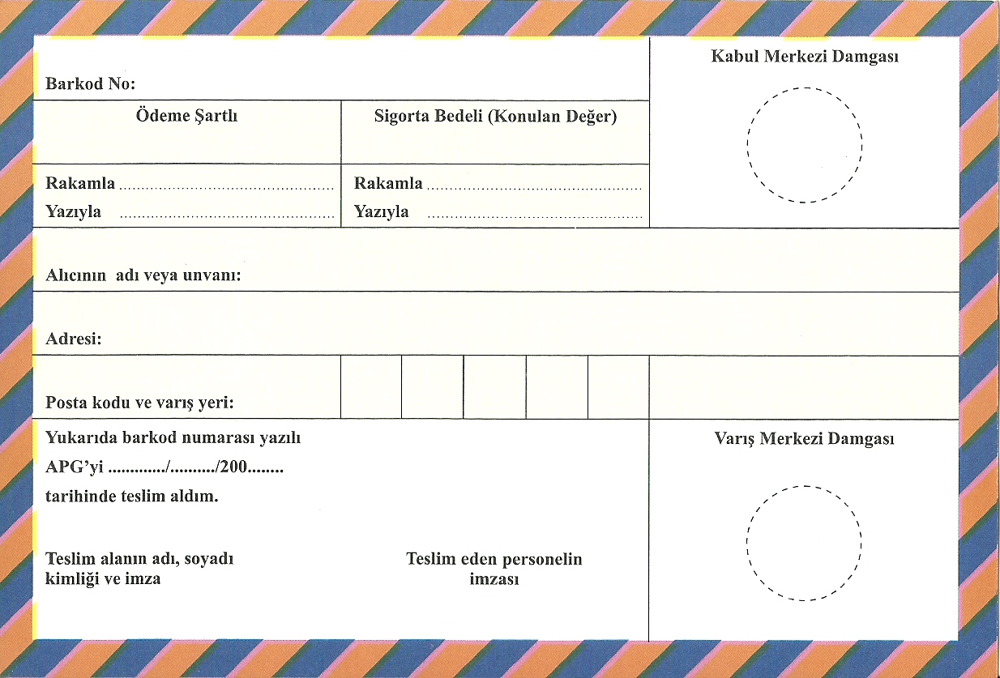 Kabul Merkezi Damgası
Barkod No:
Ödeme Şartlı
Sigorta Bedeli (Konulan Değer)
Rakamla ......................................
Yazıyla ......................................
Rakamla ......................................
Yazıyla ......................................
Alıcının adı veya unvanı:
Adresi:
Posta kodu ve varış yeri:
Yukarıda barkod numarası yazılı
APG’yi ............./........../200........
tarihinde teslim aldım.
Teslim alanın adı, soyadı
kimliği ve imza
Teslim eden personelin
imzası
Varış Merkezi Damgası